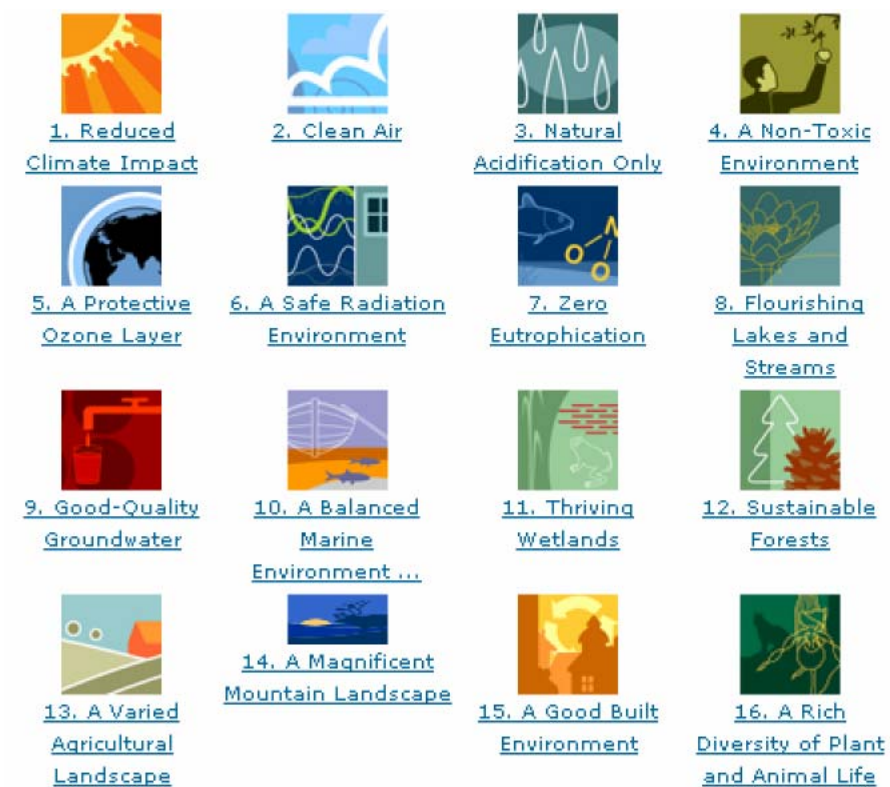 1. Reduced
Climate Impact
2. Clean Air
3. Natural
Acidification Only
4. A Non-Toxic
Environment
5. A Protective
Ozone Layer
6. A Safe Radiation
Environment
7. Zero
Eutrophication
8. Flourishing
Lakes and
Streams
9. Good-Quality
Groundwater
10. A Balanced
Marine
Environment ...
11. Thriving
Wetlands
12. Sustainable
Forests
13. A Varied
Agricultural
Landscape
14. A Magnificent
Mountain Landscape
15. A Good Built
Environment
16. A Rich
Diversity of Plant
and Animal Life
N
O
O